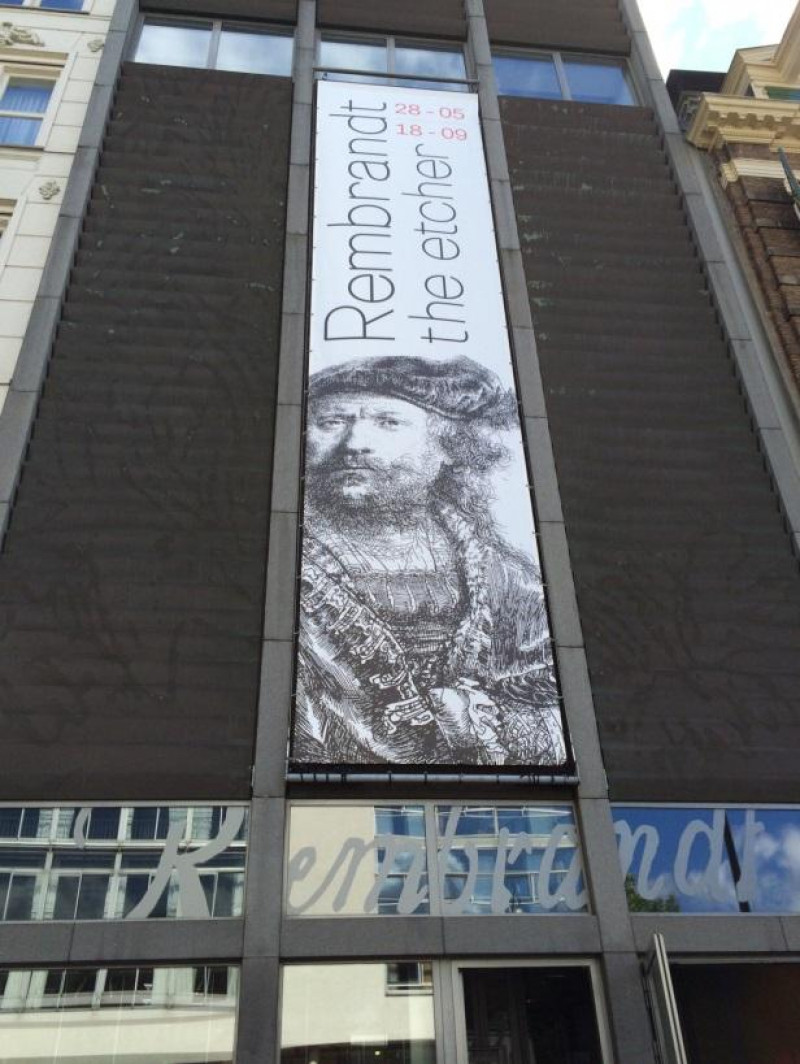 Rembrandt
the etcher
28 - 05
18 - 09
Rembrandt